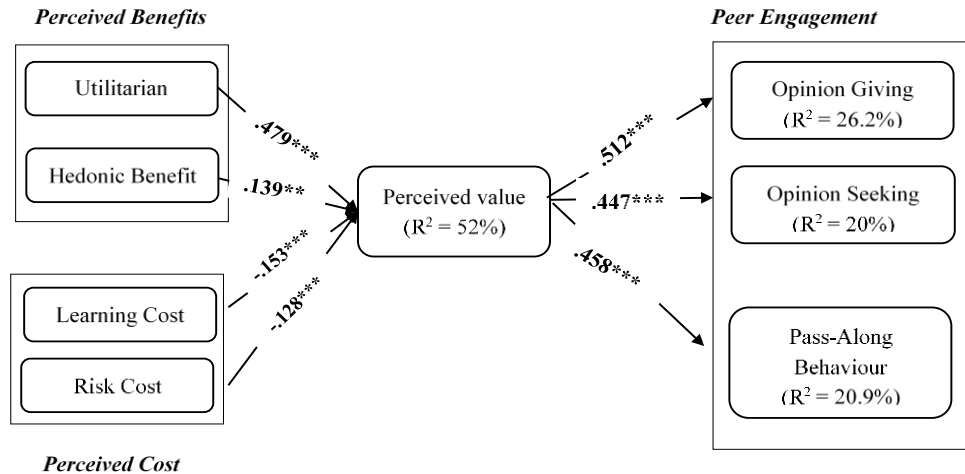 Perceived Benefits
Utilitarian
Hedonic Benefit
Learning Cost
Risk Cost
Perceived Cost
.479***
.139**
-.153***
-.128***
Perceived value
(R² = 52%)
.512***
.447***
.458***
Peer Engagement
Opinion Giving
(R² = 26.2%)
Opinion Seeking
(R² = 20%)
Pass-Along
Behaviour
(R² = 20.9%)